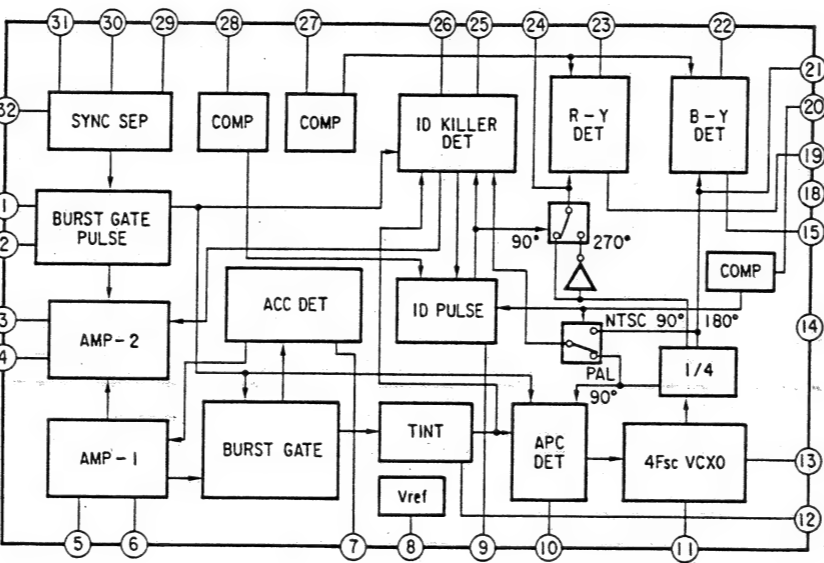 31 30 29 28 27 26 25 24 23 22
21
32 SYNC SEP COMP COMP ID KILLER DET R-Y DET B-Y DET 20
19
18
1 BURST GATE PULSE 15
2 90° 270°
COMP
ACC DET ID PULSE
3 AMP-2 NTSC 90° 180° 14
4 PAL 1/4
90°
AMP-1 BURST GATE TINT APC DET 4Fsc VCXO 13
Vref
12
5 6 7 8 9 10 11